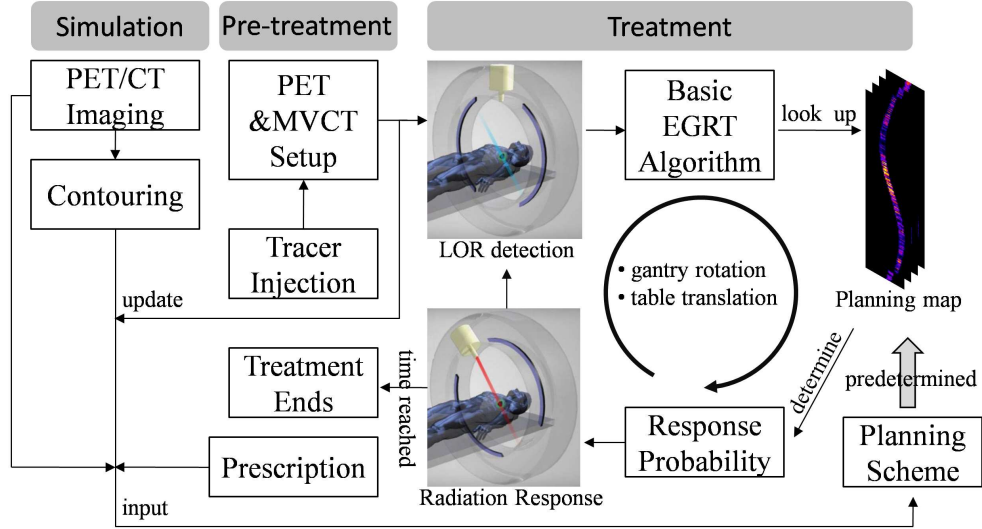 Simulation
Pre-treatment
Treatment
PET/CT
Imaging
Contouring
PET
&MVCT
Setup
Tracer
Injection
update
LOR detection
Basic
EGRT
Algorithm
look up
Planning map
• gantry rotation
• table translation
Treatment
Ends
time reached
Prescription
input
Radiation Response
Response
Probability
determine
predetermined
Planning
Scheme